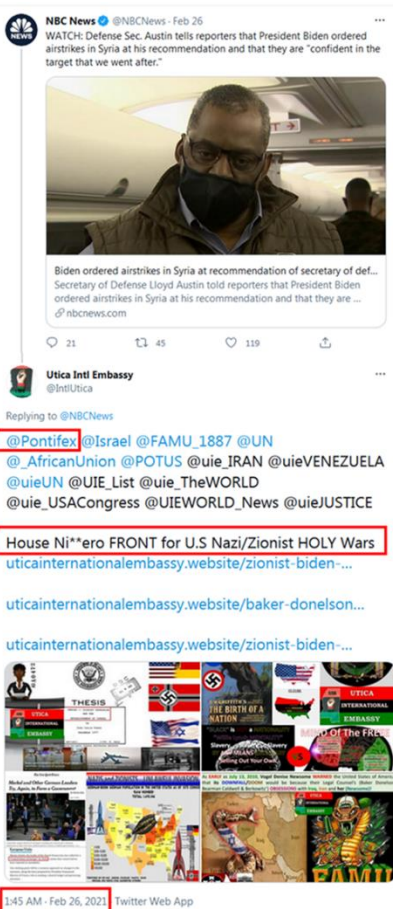 NBC News @NBCNews · Feb 26
WATCH: Defense Sec. Austin tells reporters that President Biden ordered
airstrikes in Syria at his recommendation and that they are "confident in the
target that we went after."
Biden ordered airstrikes in Syria at recommendation of secretary of def...
Secretary of Defense Lloyd Austin told reporters that President Biden
ordered airstrikes in Syria at his recommendation and that they are ...
nbcnews.com
21 45 119
Utica Intl Embassy
@IntlUtica
Replying to @NBCNews
@Pontifex @Israel @FAMU_1887 @UN
@_AfricanUnion @POTUS @uie_IRAN @uieVENEZUELA
@uieUN @UIE_List @uie_TheWORLD
@uie_USACongress @UIEWORLD_News @uieJUSTICE
House Ni**ero FRONT for U.S Nazi/Zionist HOLY Wars
uticainternationalembassy.website/zionist-biden-...
uticainternationalembassy.website/baker-donelson...
uticainternationalembassy.website/zionist-biden-...
THESIS
UTICA
INTERNATIONAL
EMBASSY
THE BIRTH OF A
NATION
UTICA
INTERNATIONAL
EMBASSY
Selling Out Your Own
FAMU
1:45 AM · Feb 26, 2021 Twitter Web App